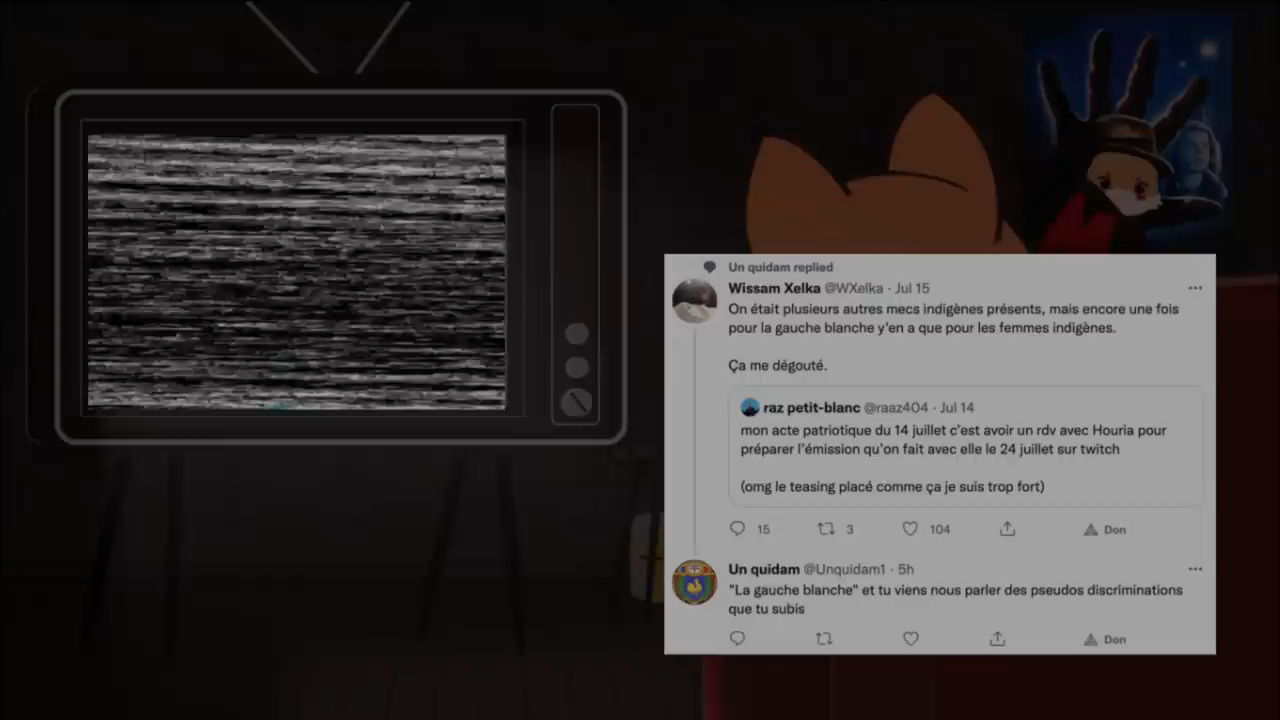 Un quidam replied
Wissam Xelka @WXelka · Jul 15
On était plusieurs autres mecs indigènes présents, mais encore une fois
pour la gauche blanche y'en a que pour les femmes indigènes.
Ça me dégouté.
raz petit-blanc @raaz404 · Jul 14
mon acte patriotique du 14 juillet c'est avoir un rdv avec Houria pour
préparer l'émission qu'on fait avec elle le 24 juillet sur twitch
(omg le teasing placé comme ça je suis trop fort)
15 3 104 Don
Un quidam @Unquidam1 · 5h
"La gauche blanche" et tu viens nous parler des pseudos discriminations
que tu subis
Don